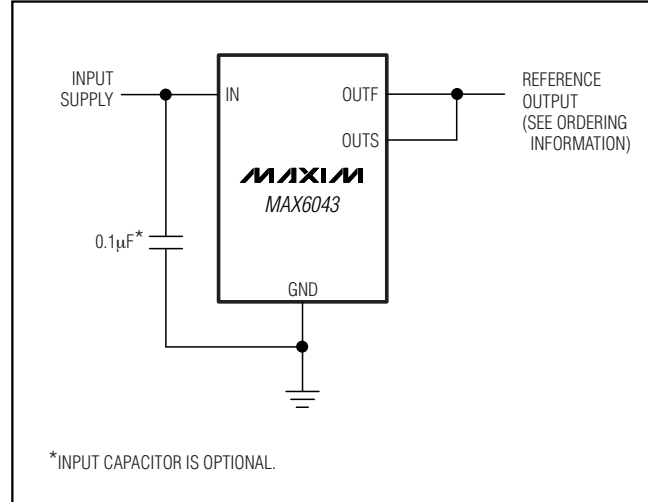 INPUT
SUPPLY
IN
OUTF
OUTS
REFERENCE
OUTPUT
(SEE ORDERING
INFORMATION)
MAXIM
MAX6043
0.1µF*
GND
*INPUT CAPACITOR IS OPTIONAL.